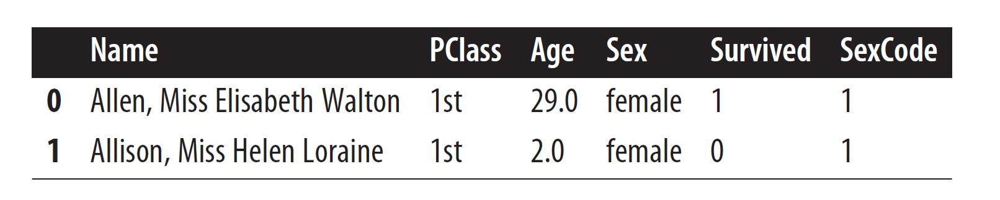 Name PClass Age Sex Survived SexCode
0 Allen, Miss Elisabeth Walton 1st 29.0 female 1 1
1 Allison, Miss Helen Loraine 1st 2.0 female 0 1